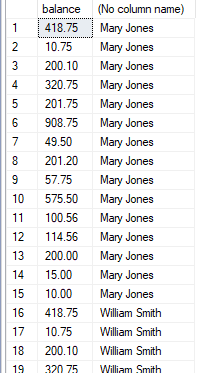 balance (No column name)
1 418.75 Mary Jones
2 10.75 Mary Jones
3 200.10 Mary Jones
4 320.75 Mary Jones
5 201.75 Mary Jones
6 908.75 Mary Jones
7 49.50 Mary Jones
8 201.20 Mary Jones
9 57.75 Mary Jones
10 575.50 Mary Jones
11 100.56 Mary Jones
12 114.56 Mary Jones
13 200.00 Mary Jones
14 15.00 Mary Jones
15 10.00 Mary Jones
16 418.75 William Smith
17 10.75 William Smith
18 200.10 William Smith
19 320.75 William Smith